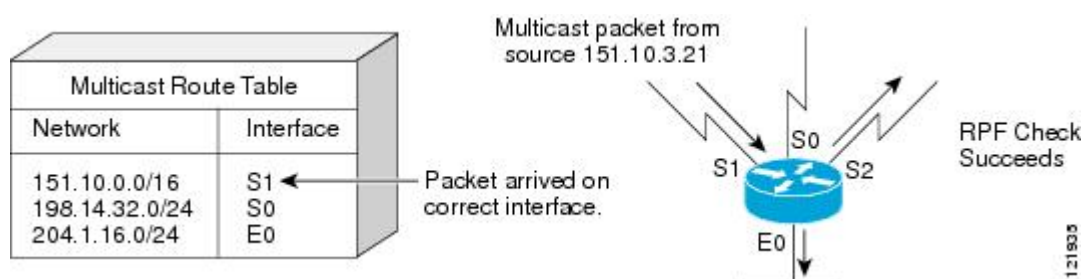 Multicast Route Table
Network Interface
151.10.0.0/16 S1
198.14.32.0/24 S0
204.1.16.0/24 E0
Packet arrived on
correct interface.
Multicast packet from
source 151.10.3.21
S0
S1
S2
E0
RPF Check
Succeeds
121935